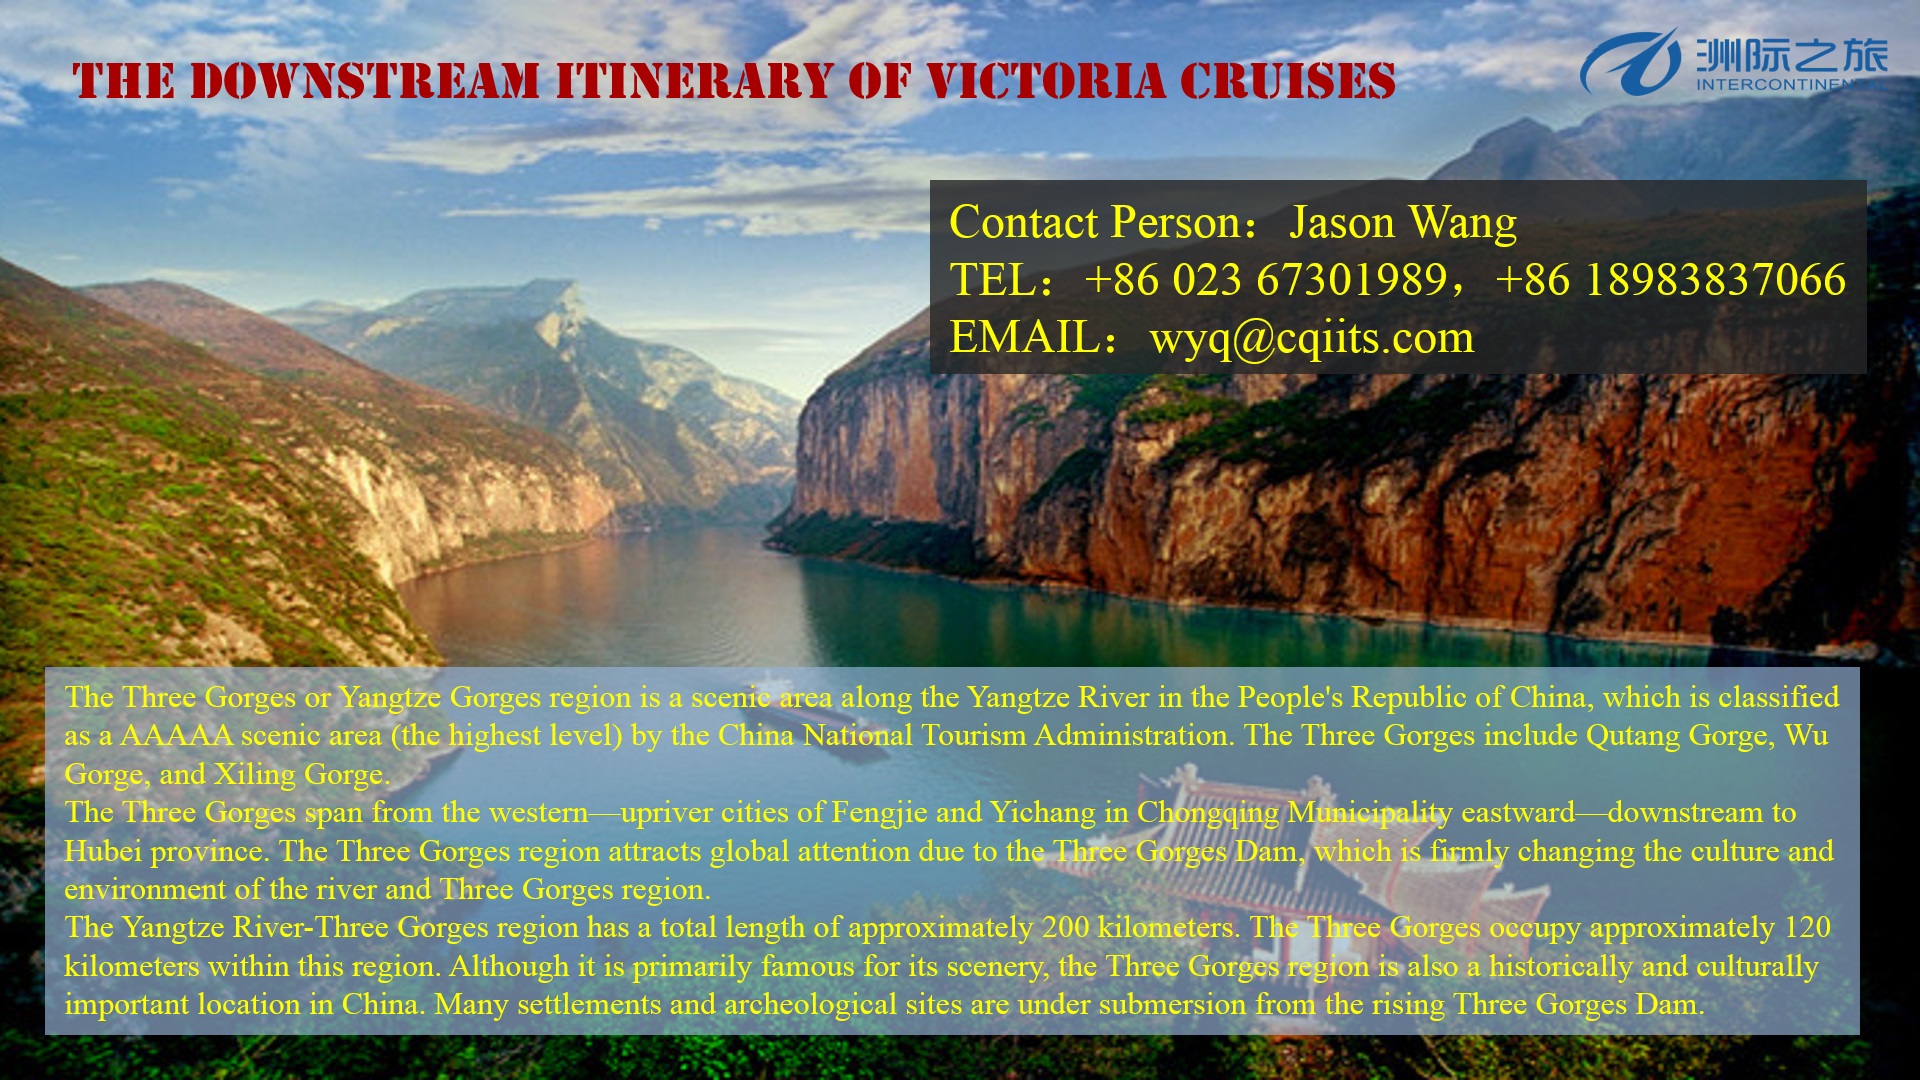 THE DOWNSTREAM ITINERARY OF VICTORIA CRUISES
洲际之旅
INTERCONTINENTAL
Contact Person：Jason Wang
TEL：+86 023 67301989，+86 18983837066
EMAIL：wyq@cqiits.com
The Three Gorges or Yangtze Gorges region is a scenic area along the Yangtze River in the People's Republic of China, which is classified
as a AAAAA scenic area (the highest level) by the China National Tourism Administration. The Three Gorges include Qutang Gorge, Wu
Gorge, and Xiling Gorge.
The Three Gorges span from the western—upriver cities of Fengjie and Yichang in Chongqing Municipality eastward—downstream to
Hubei province. The Three Gorges region attracts global attention due to the Three Gorges Dam, which is firmly changing the culture and
environment of the river and Three Gorges region.
The Yangtze River-Three Gorges region has a total length of approximately 200 kilometers. The Three Gorges occupy approximately 120
kilometers within this region. Although it is primarily famous for its scenery, the Three Gorges region is also a historically and culturally
important location in China. Many settlements and archeological sites are under submersion from the rising Three Gorges Dam.